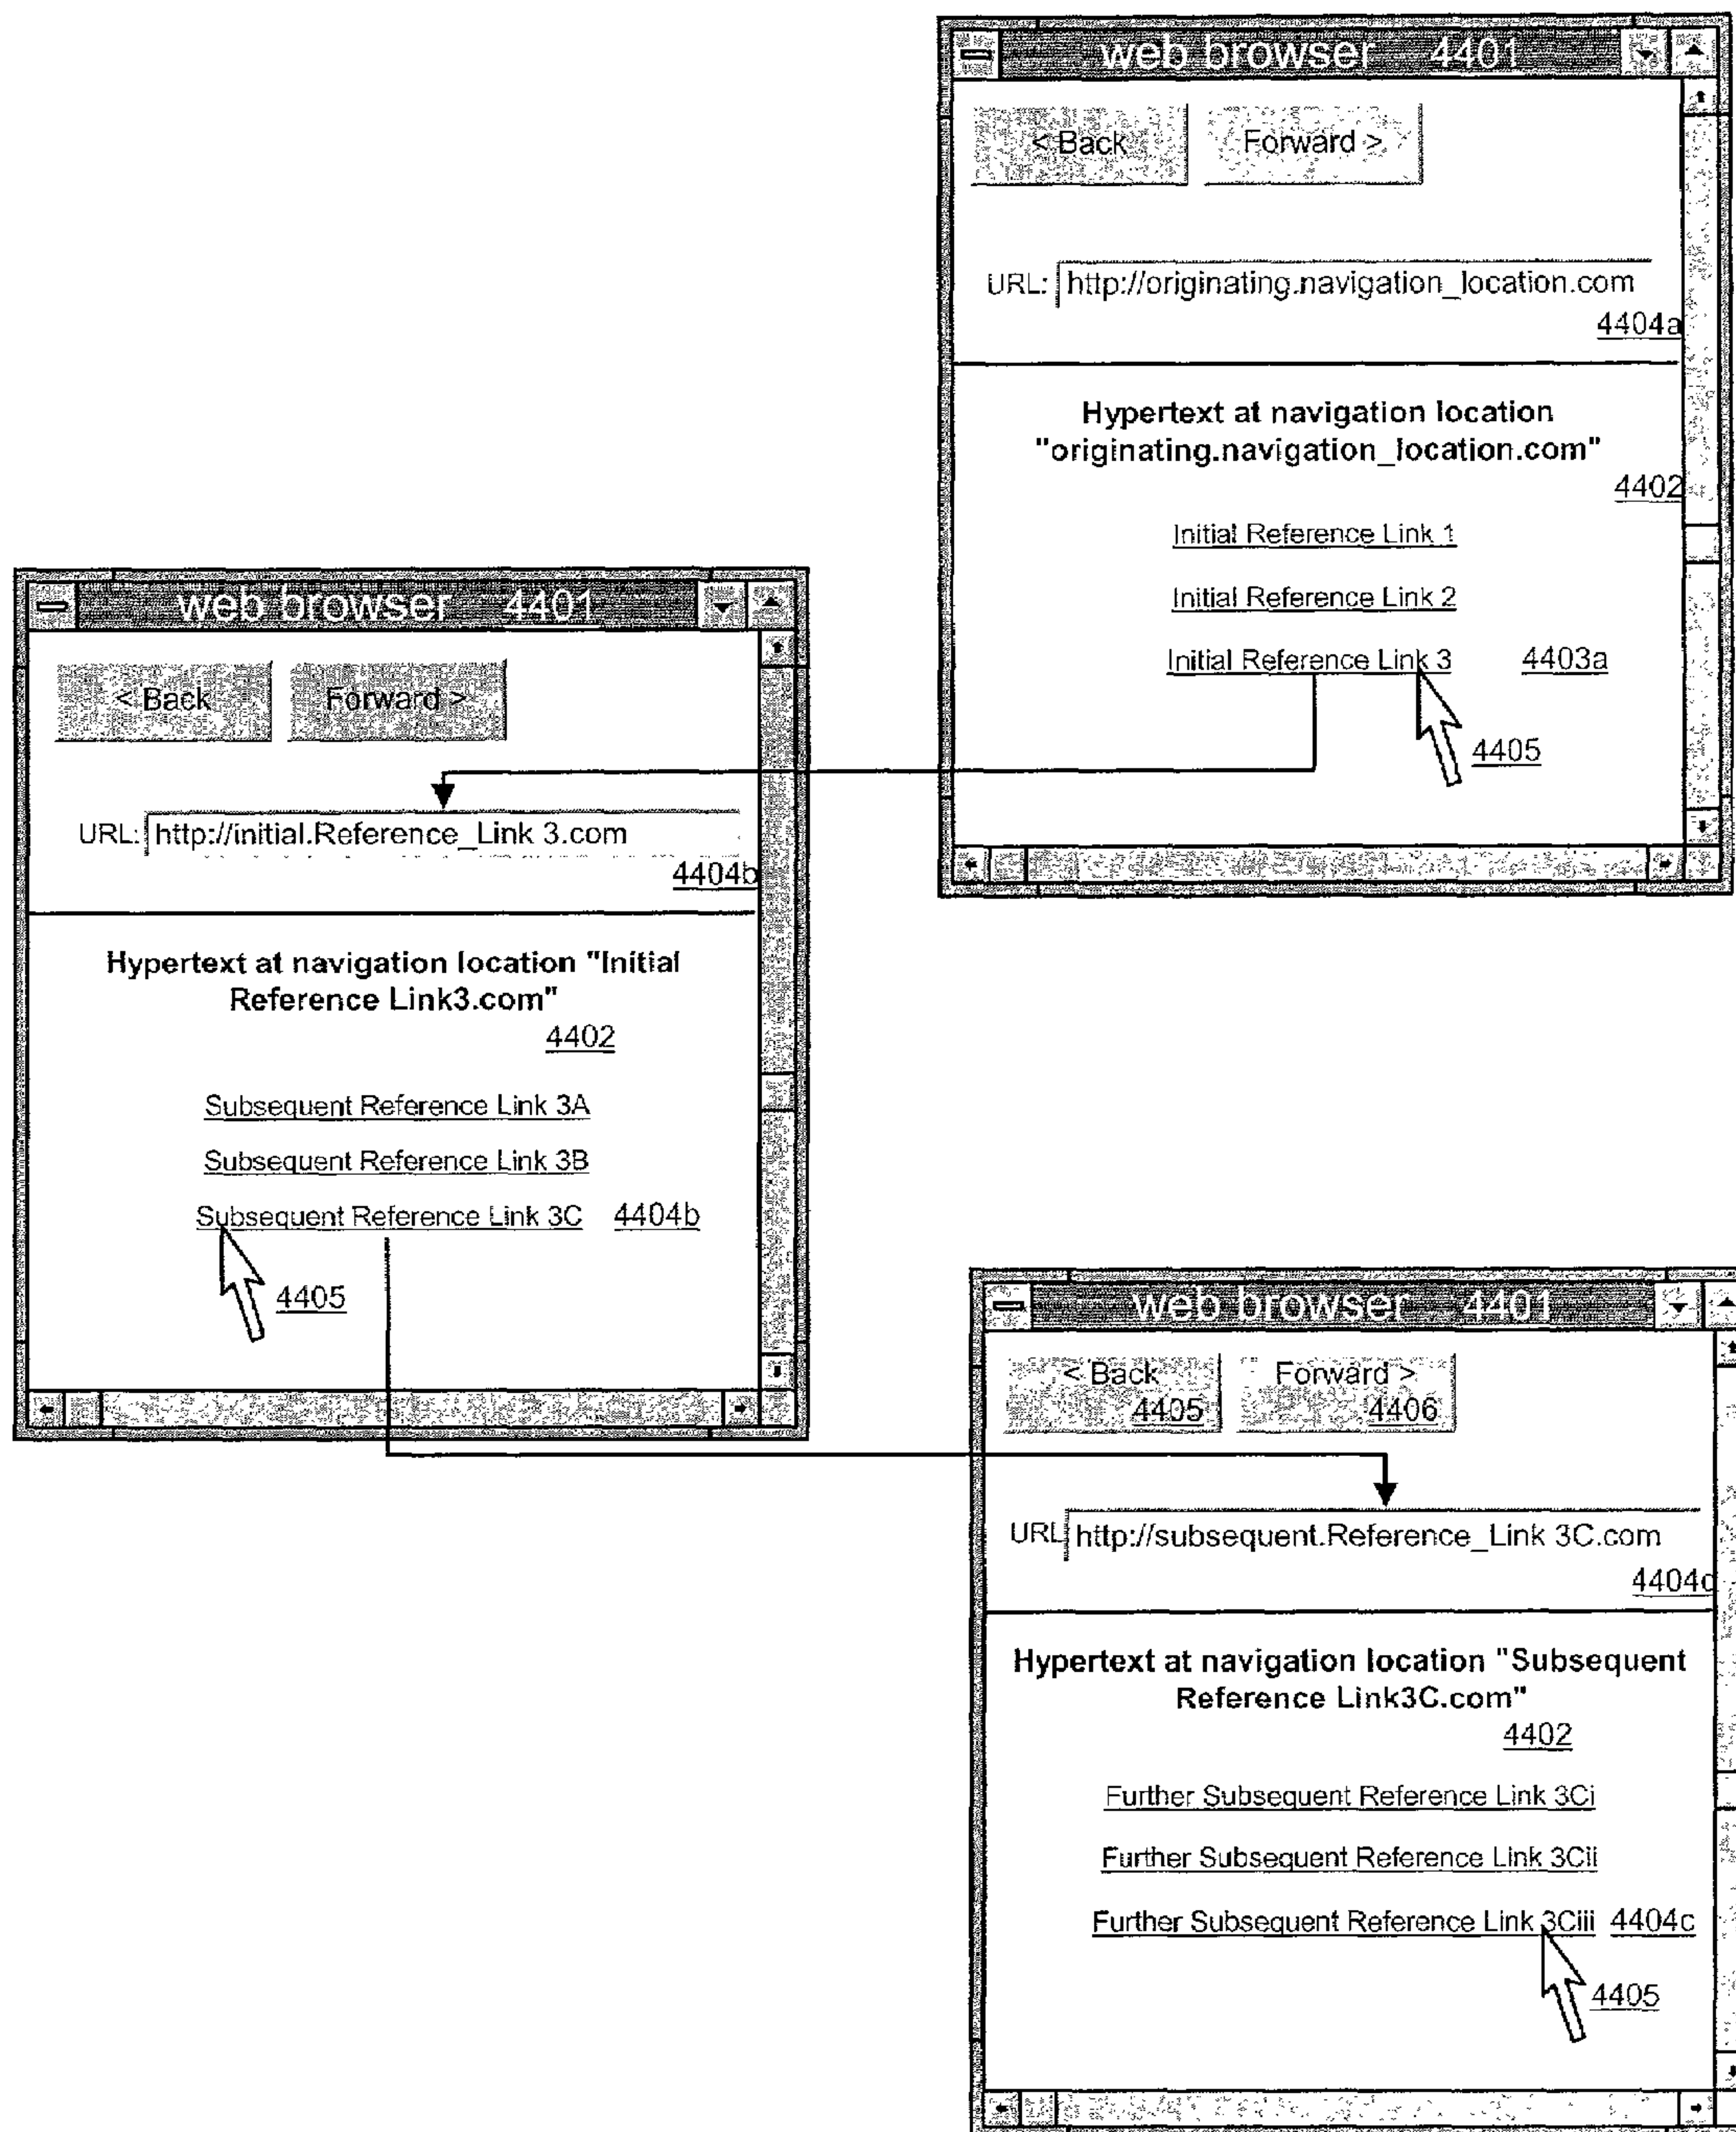 web browser 4401
< Back Forward >
URL: http://originating.navigation_location.com
4404a
Hypertext at navigation location
"originating.navigation_location.com"
4402
Initial Reference Link 1
Initial Reference Link 2
Initial Reference Link 3 4403a
4405
web browser 4401
< Back Forward >
URL: http://initial.Reference_Link 3.com
4404b
Hypertext at navigation location "Initial
Reference Link3.com"
4402
Subsequent Reference Link 3A
Subsequent Reference Link 3B
Subsequent Reference Link 3C 4404b
4405
web browser 4401
< Back Forward >
4405 4406
URL http://subsequent.Reference_Link 3C.com
4404c
Hypertext at navigation location "Subsequent
Reference Link3C.com"
4402
Further Subsequent Reference Link 3Ci
Further Subsequent Reference Link 3Cii
Further Subsequent Reference Link 3Ciii 4404c
4405